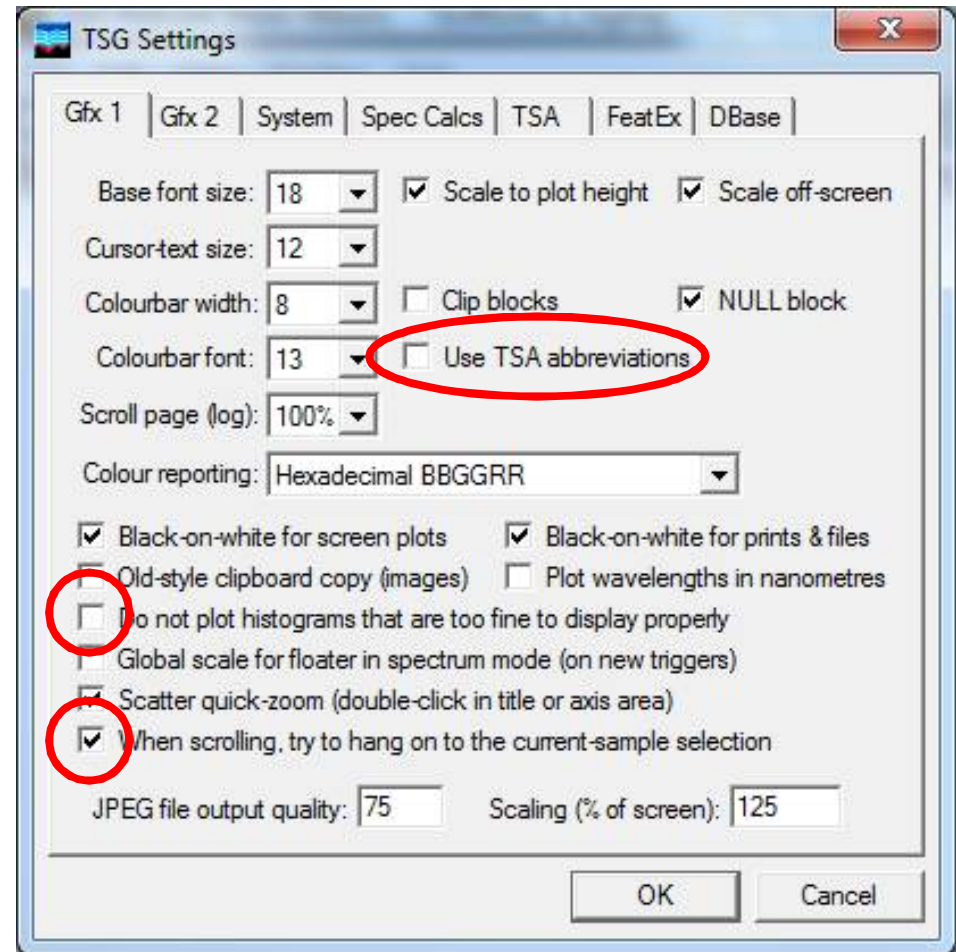 TSG Settings
Gfx 1 Gfx 2 System Spec Calcs TSA FeatEx DBase
Base font size: 18 Scale to plot height Scale off-screen
Cursor-text size: 12
Colourbar width: 8 Clip blocks NULL block
Colourbar font: 13 Use TSA abbreviations
Scroll page (log): 100%
Colour reporting: Hexadecimal BBGGRR
Black-on-white for screen plots Black-on-white for prints & files
Old-style clipboard copy (images) Plot wavelengths in nanometres
Do not plot histograms that are too fine to display properly
Global scale for floater in spectrum mode (on new triggers)
Scatter quick-zoom (double-click in title or axis area)
When scrolling, try to hang on to the current-sample selection
JPEG file output quality: 75 Scaling (% of screen): 125
OK Cancel